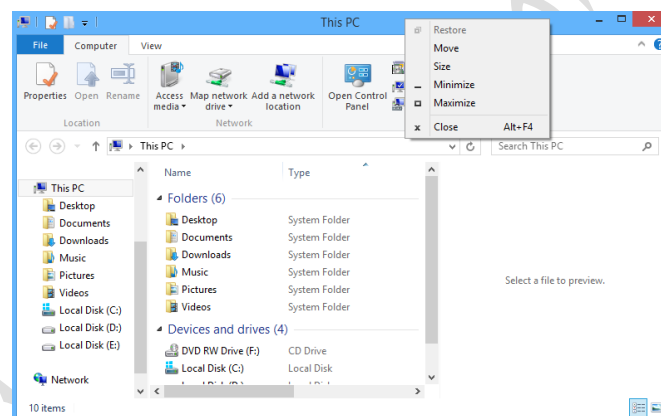 This PC
File Computer View
Restore
Move
Size
Minimize
Maximize
Close Alt+F4
Properties Open Rename
Access media
Map network drive
Add a network location
Open Control Panel
Location
Network
This PC
Search This PC
Name Type
This PC
Desktop
Documents
Downloads
Music
Pictures
Videos
Local Disk (C:)
Local Disk (D:)
Local Disk (E:)
Network
Folders (6)
Desktop System Folder
Documents System Folder
Downloads System Folder
Music System Folder
Pictures System Folder
Videos System Folder
Devices and drives (4)
DVD RW Drive (F:) CD Drive
Local Disk (C:) Local Disk
Select a file to preview.
10 items